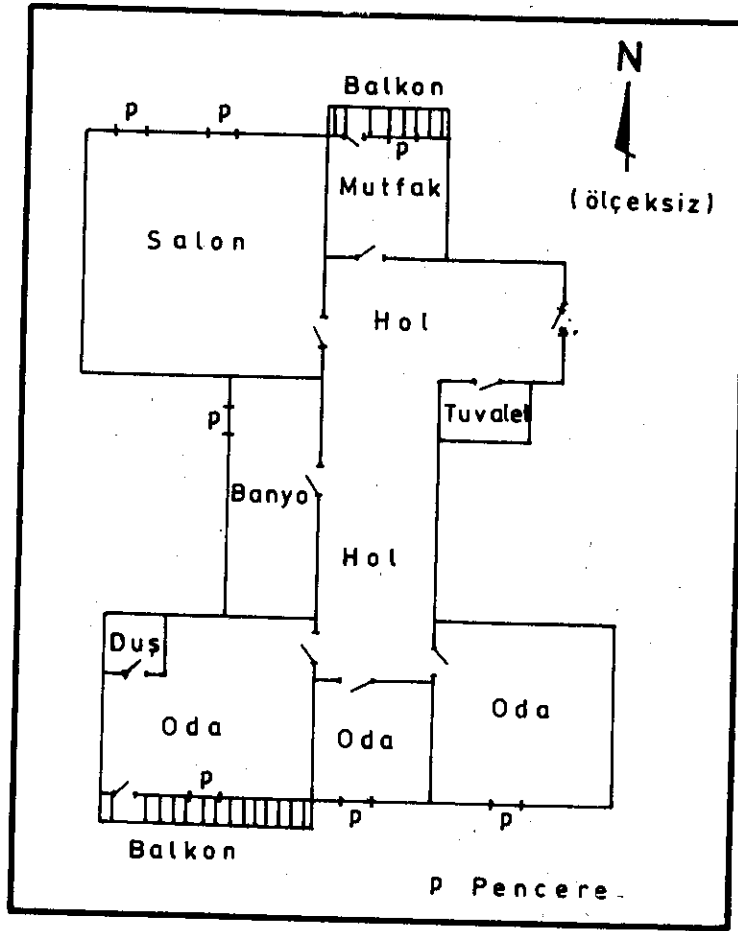 N
Balkon
P
P
P
Mutfak
(ölçeksiz)
Salon
Hol
Tuvalet
P
Banyo
Hol
Duş
Oda
Oda
Oda
P
P
P
Balkon
P Pencere